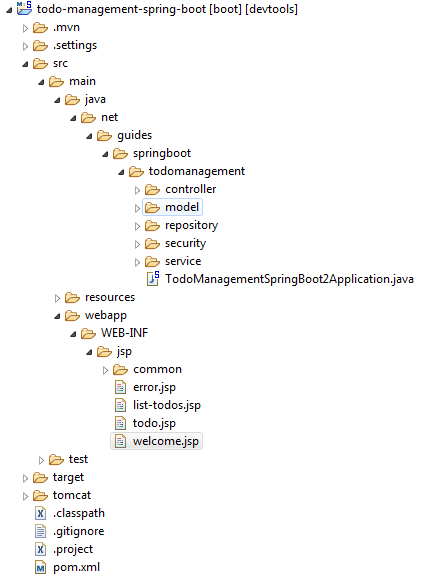 todo-management-spring-boot [boot] [devtools]
.mvn
.settings
src
main
java
net
guides
springboot
todomanagement
controller
model
repository
security
service
TodoManagementSpringBoot2Application.java
resources
webapp
WEB-INF
jsp
common
error.jsp
list-todos.jsp
todo.jsp
welcome.jsp
test
target
tomcat
.classpath
.gitignore
.project
pom.xml